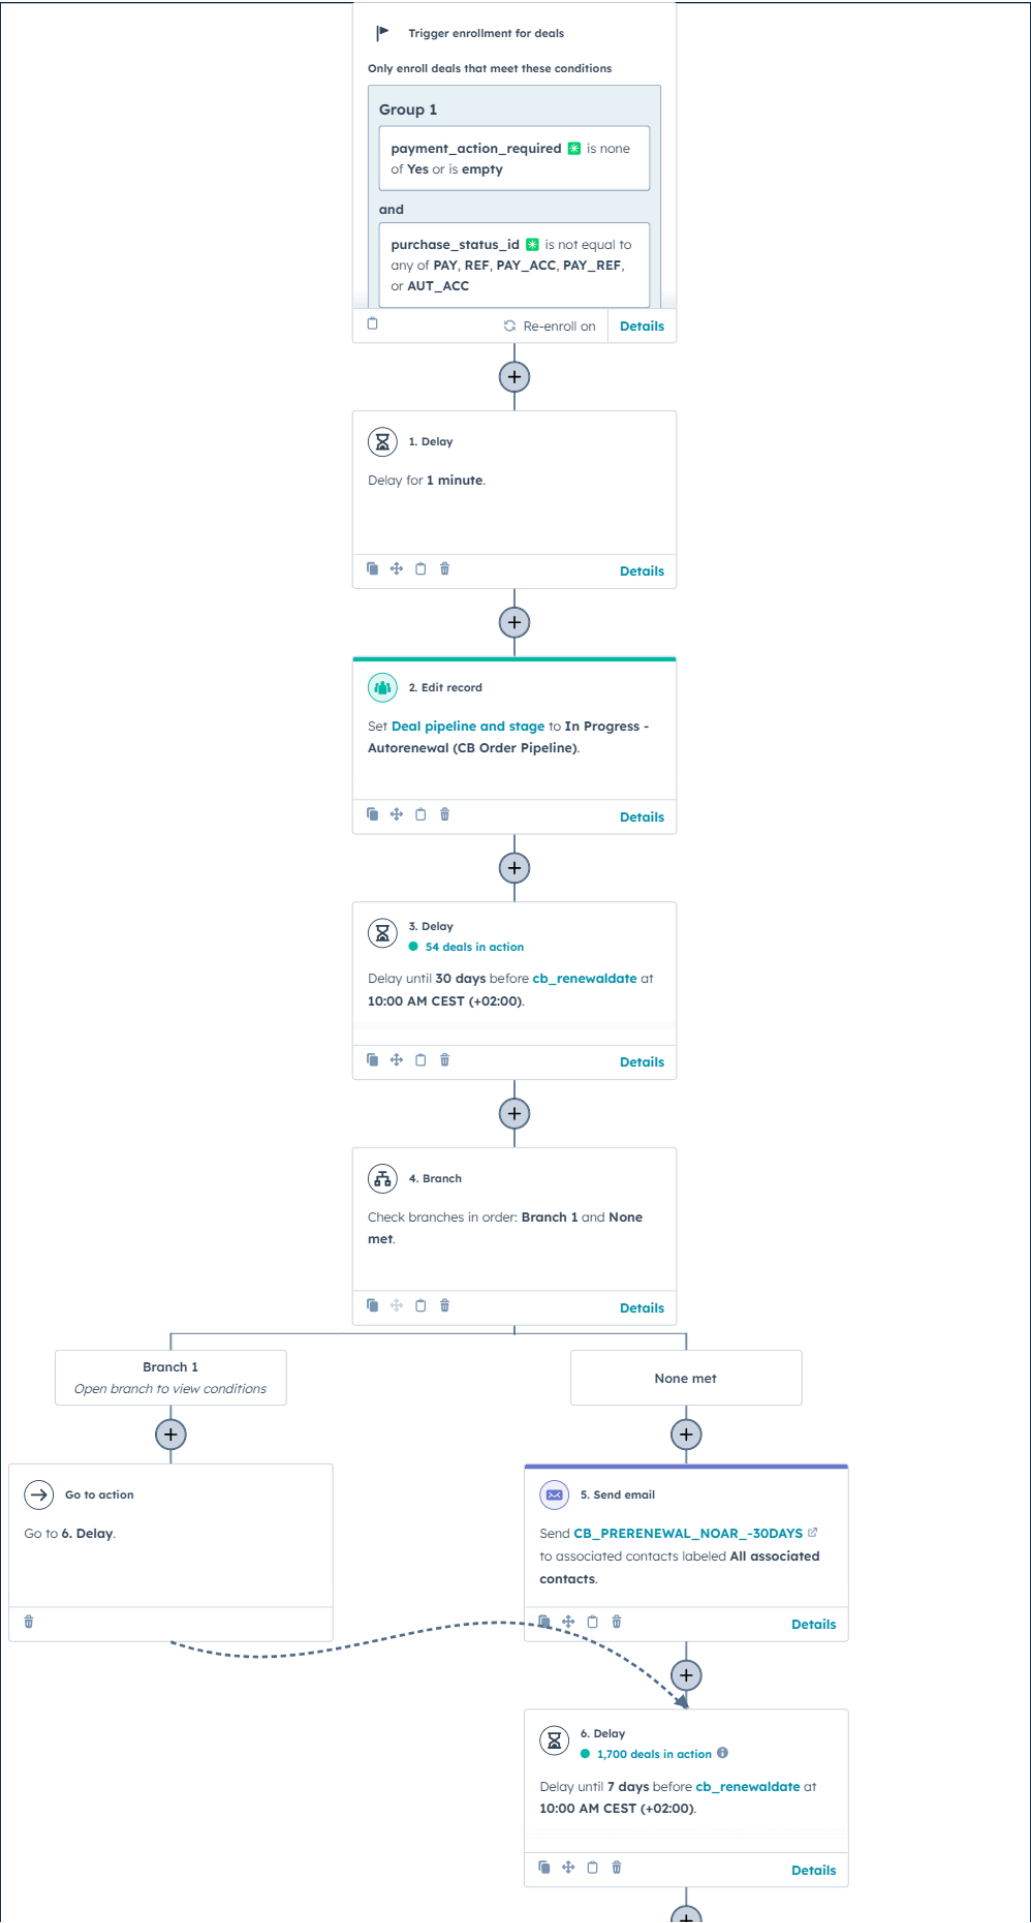 Trigger enrollment for deals
Only enroll deals that meet these conditions
Group 1
payment_action_required is none
of Yes or is empty
and
purchase_status_id is not equal to
any of PAY, REF, PAY_ACC, PAY_REF,
or AUT_ACC
Re-enroll on Details
1. Delay
Delay for 1 minute.
Details
2. Edit record
Set Deal pipeline and stage to In Progress -
Autorenewal (CB Order Pipeline).
Details
3. Delay
54 deals in action
Delay until 30 days before cb_renewaldate at
10:00 AM CEST (+02:00).
Details
4. Branch
Check branches in order: Branch 1 and None
met.
Details
Branch 1
Open branch to view conditions
Go to action
Go to 6. Delay.
None met
5. Send email
Send CB_PRERENEWAL_NOAR_-30DAYS
to associated contacts labeled All associated
contacts.
Details
6. Delay
1,700 deals in action
Delay until 7 days before cb_renewaldate at
10:00 AM CEST (+02:00).
Details